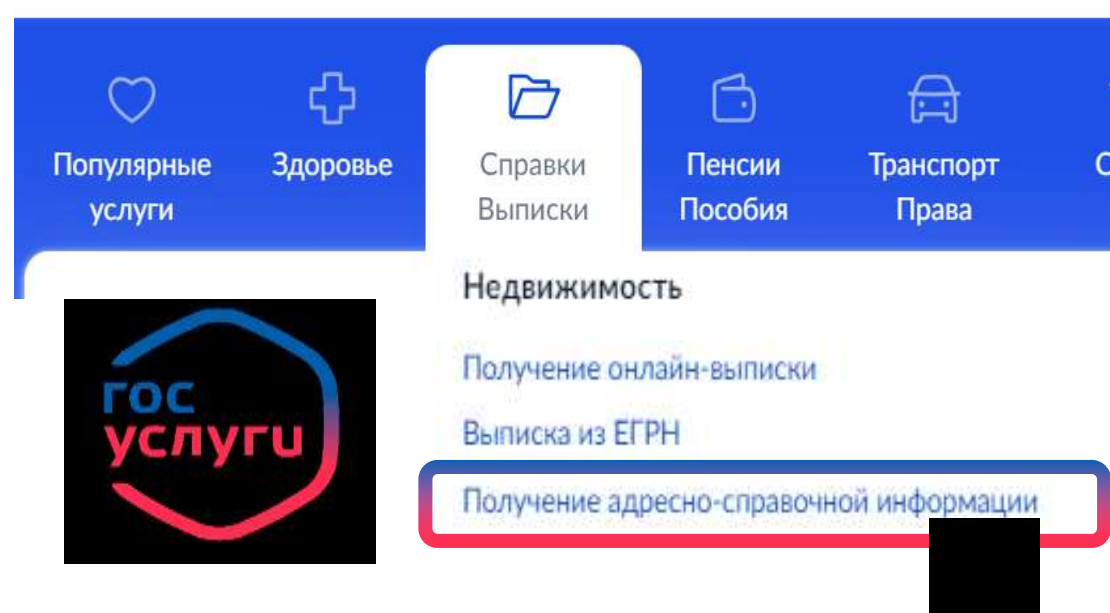 Популярные
услуги
Здоровье
Справки
Выписки
Пенсии
Пособия
Транспорт
Права
Недвижимость
Получение онлайн-выписки
Выписка из ЕГРН
Получение адресно-справочной информации
гос
услуги